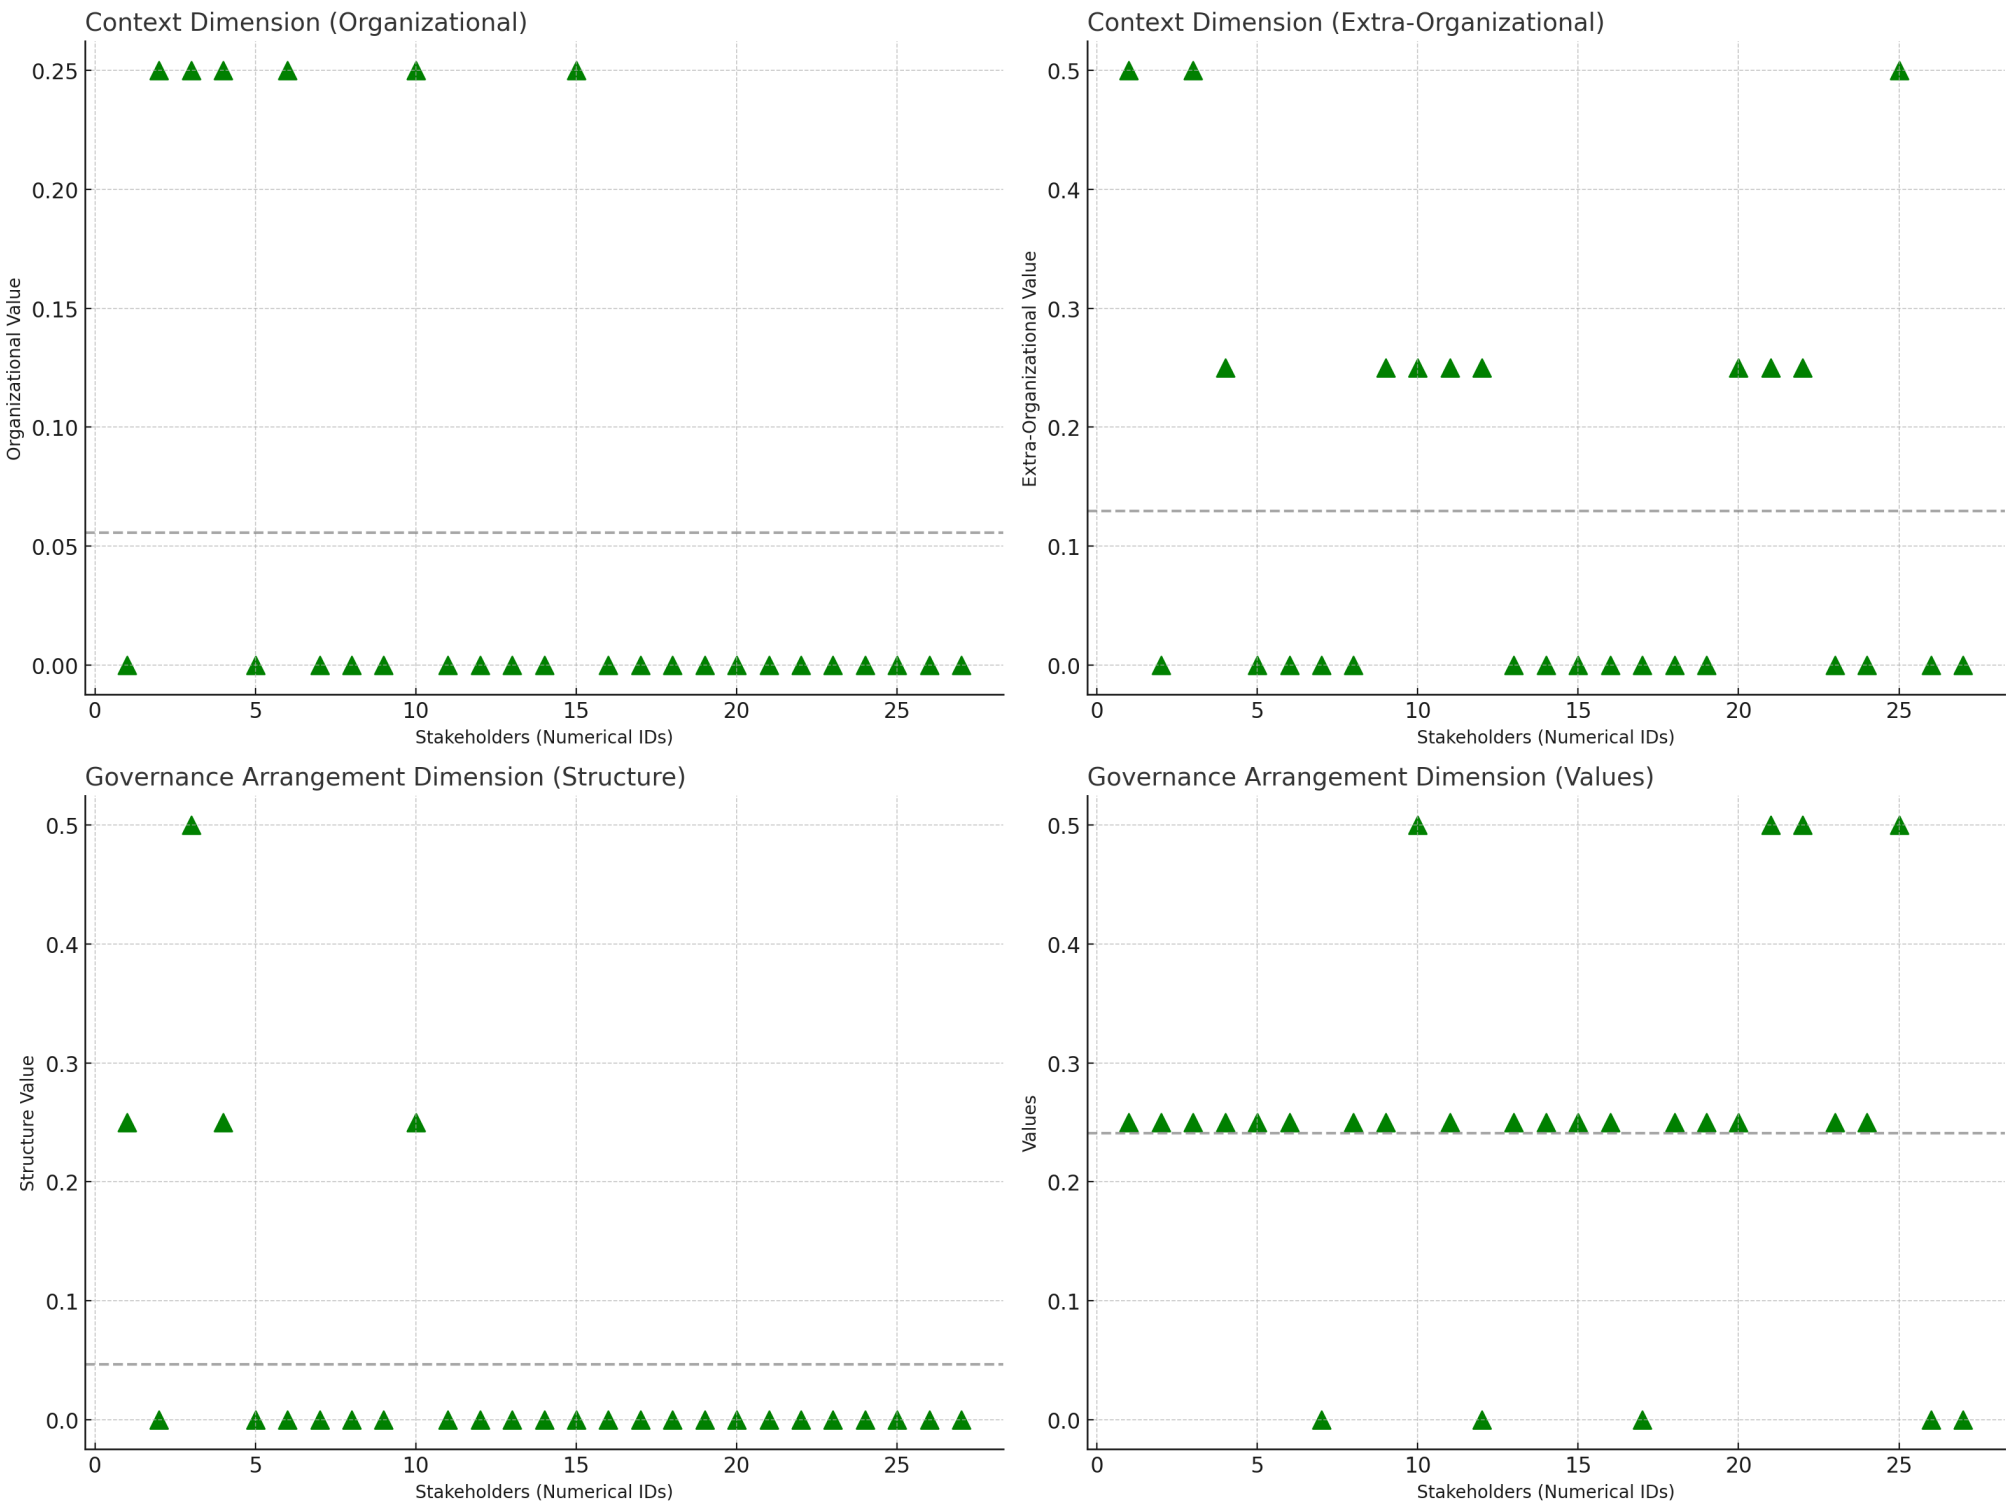 Context Dimension (Organizational)
0.25
0.20
0.15
0.10
0.05
0.00
Organizational Value
0 5 10 15 20 25
Stakeholders (Numerical IDs)
Context Dimension (Extra-Organizational)
0.5
0.4
0.3
0.2
0.1
0.0
Extra-Organizational Value
0 5 10 15 20 25
Stakeholders (Numerical IDs)
Governance Arrangement Dimension (Structure)
0.5
0.4
0.3
0.2
0.1
0.0
Structure Value
0 5 10 15 20 25
Stakeholders (Numerical IDs)
Governance Arrangement Dimension (Values)
0.5
0.4
0.3
0.2
0.1
0.0
Values
0 5 10 15 20 25
Stakeholders (Numerical IDs)